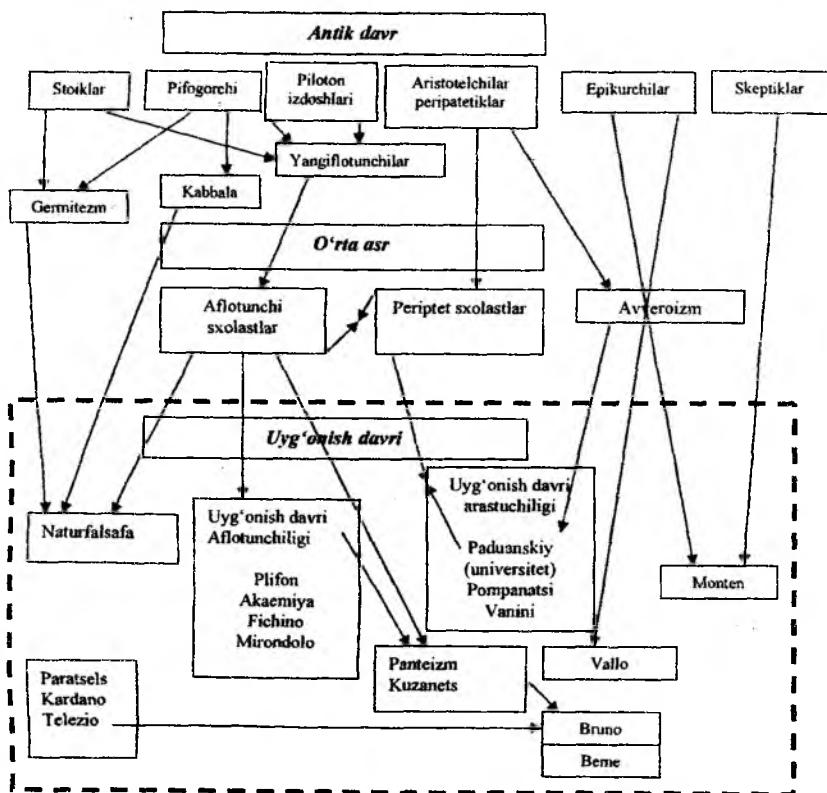 Antik davr
Stoiklar
Pifogorchi
Piloton
izdoshlari
Aristotelchilar
peripatetiklar
Epikurchilar
Skeptiklar
Yangiflotunchilar
Kabbala
Germitezm
O‘rta asr
Aflotunchi
sxolastlar
Periptet sxolastlar
Avveroizm
Uyg‘onish davri
Naturfalsafa
Uyg‘onish davri
Aflotunchiligi
Plifon
Akaemiya
Fichino
Mirondolo
Uyg‘onish davri
arastuchiligi
Paduanskiy
(universitet)
Pompanatsi
Vanini
Monten
Panteizm
Kuzanets
Vallo
Paratsels
Kardano
Telezio
Bruno
Beme